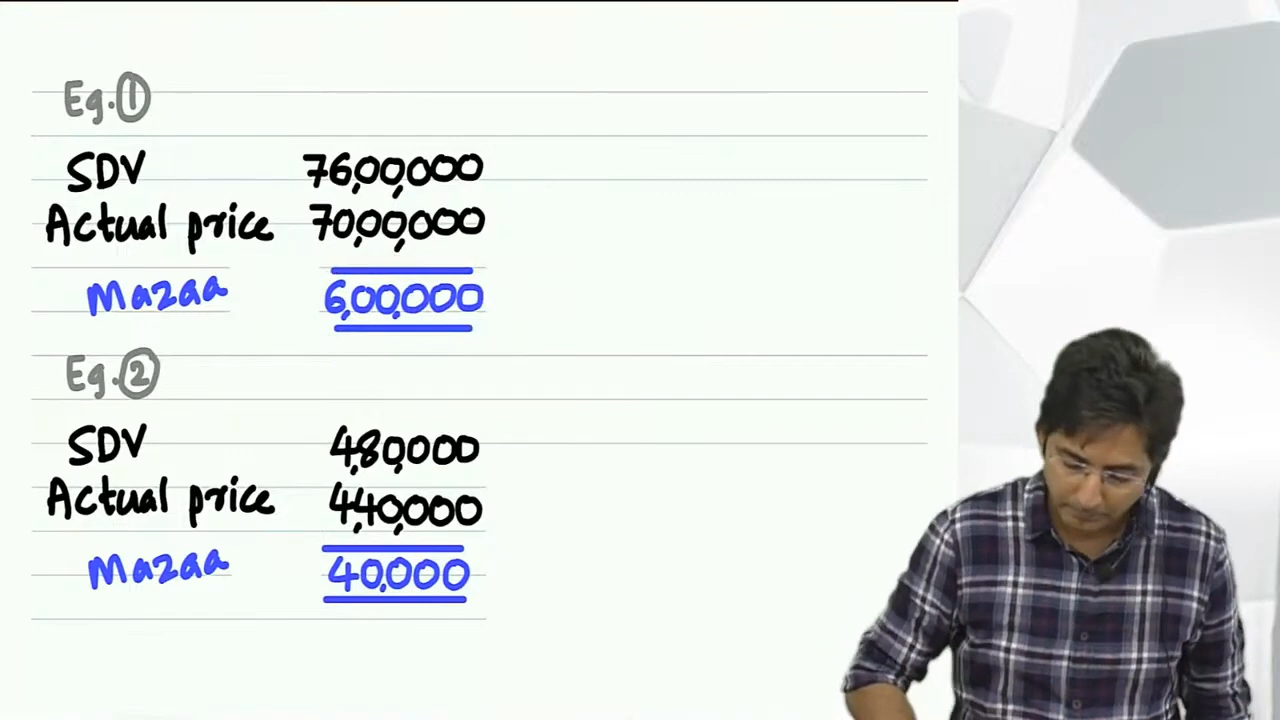 Eg. 1
SDV 76,00,000
Actual price 70,00,000
Mazaa 6,00,000
Eg. 2
SDV 4,80,000
Actual price 4,40,000
Mazaa 40,000